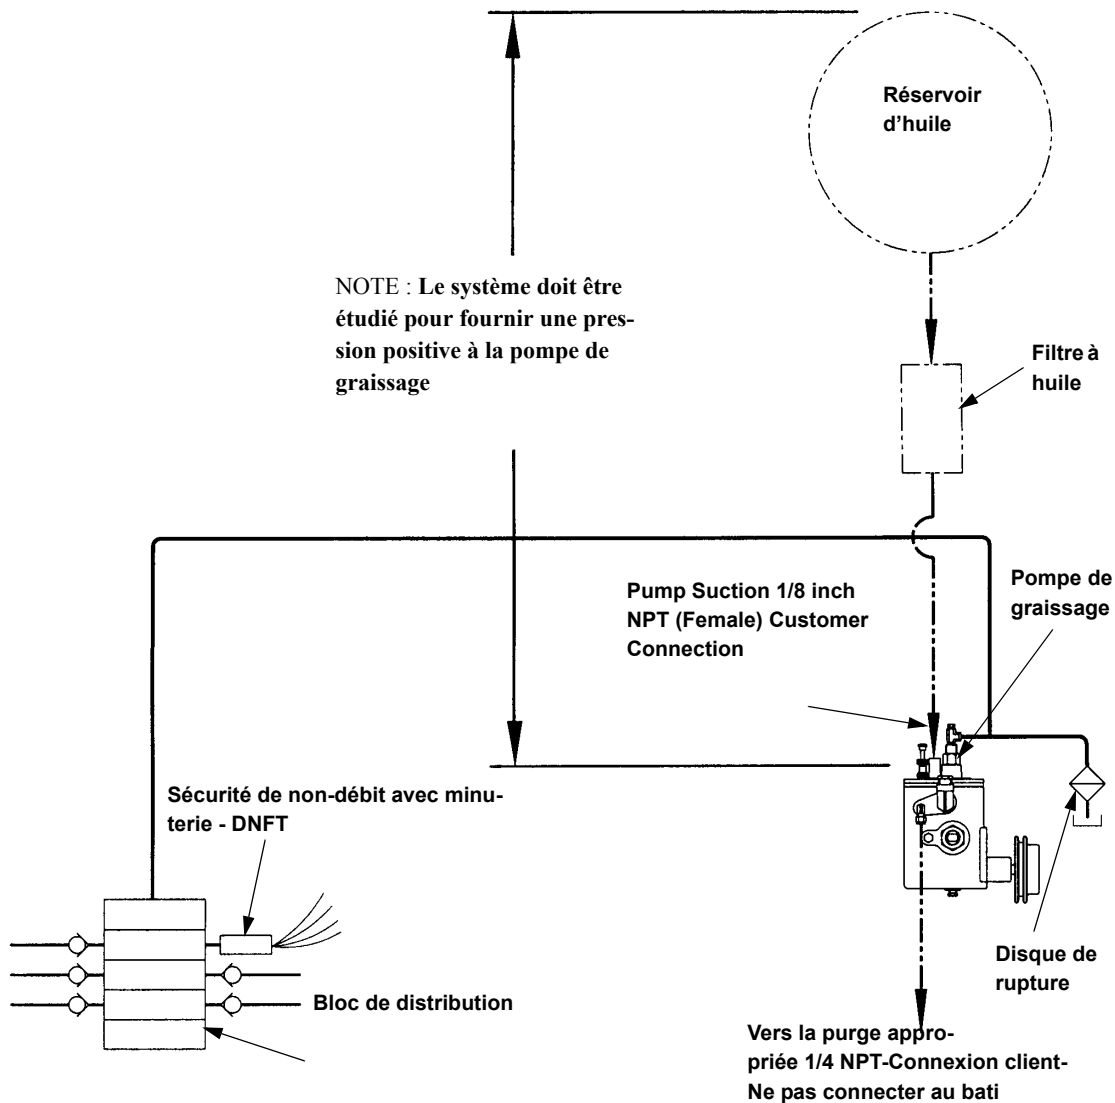 Réservoir
d’huile
NOTE : Le système doit être
étudié pour fournir une pres-
sion positive à la pompe de
graissage
Filtre à
huile
Pump Suction 1/8 inch
NPT (Female) Customer
Connection
Pompe de
graissage
Sécurité de non-débit avec minu-
terie - DNFT
Bloc de distribution
Disque de
rupture
Vers la purge appro-
priée 1/4 NPT-Connexion client-
Ne pas connecter au bati